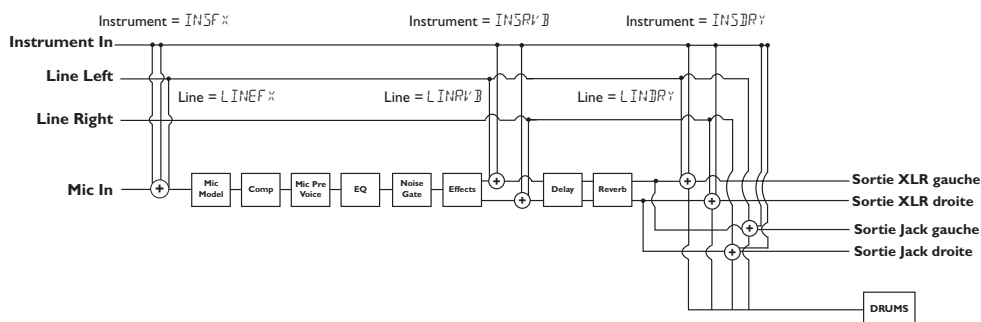 Instrument = INSFX
Instrument = INSRVB
Instrument = INSDRY
Instrument In
Line Left
Line = LINEFX
Line = LINRVB
Line = LINDRY
Line Right
Mic In
+
Mic
Model
Comp
Mic Pre
Voice
EQ
Noise
Gate
Effects
+
+
Delay
Reverb
+
+
+
+
Sortie XLR gauche
Sortie XLR droite
Sortie Jack gauche
Sortie Jack droite
DRUMS